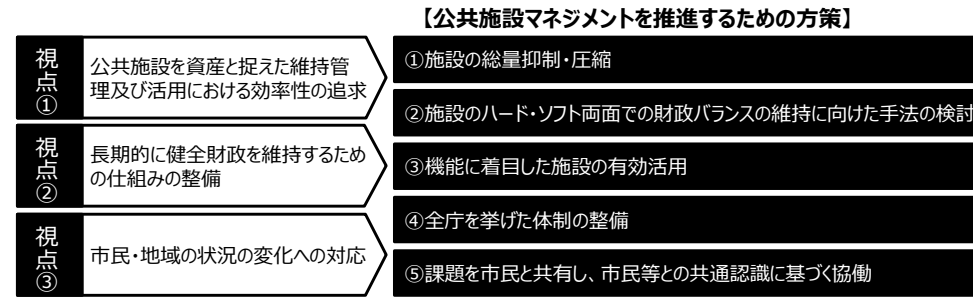 【公共施設マネジメントを推進するための方策】
視点①
公共施設を資産と捉えた維持管
理及び活用における効率性の追求
視点②
長期的に健全財政を維持するため
の仕組みの整備
視点③
市民・地域の状況の変化への対応
①施設の総量抑制・圧縮
②施設のハード・ソフト両面での財政バランスの維持に向けた手法の検討
③機能に着目した施設の有効活用
④全庁を挙げた体制の整備
⑤課題を市民と共有し、市民等との共通認識に基づく協働